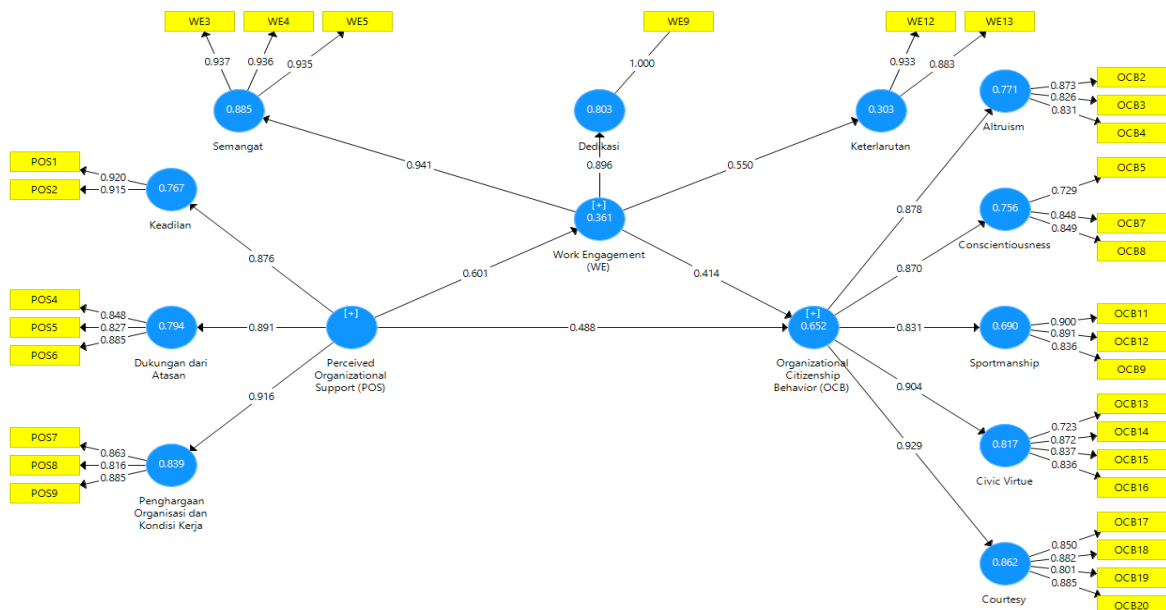 WE3
WE4
WE5
WE9
WE12
WE13
0.937
0.936
0.935
1.000
0.933
0.883
0.885
Semangat
0.803
Dedikasi
0.303
Keterlarutan
0.771
Altruism
0.873
0.826
0.831
OCB2
OCB3
OCB4
0.941
0.896
0.550
POS1
POS2
0.920
0.915
0.767
Keadilan
[+]
0.361
Work Engagement
(WE)
0.878
0.756
Conscientiousness
0.729
0.848
0.849
OCB5
OCB7
OCB8
0.876
0.601
0.414
0.870
POS4
POS5
POS6
0.848
0.827
0.885
0.794
Dukungan dari
Atasan
0.891
[+]
Perceived
Organizational
Support (POS)
0.488
[+]
0.652
Organizational
Citizenship
Behavior (OCB)
0.831
0.690
Sportmanship
0.900
0.891
0.836
OCB11
OCB12
OCB9
0.916
0.904
POS7
POS8
POS9
0.863
0.816
0.885
0.839
Penghargaan
Organisasi dan
Kondisi Kerja
0.929
0.817
Civic Virtue
0.723
0.872
0.837
0.836
OCB13
OCB14
OCB15
OCB16
0.862
Courtesy
0.850
0.882
0.801
0.885
OCB17
OCB18
OCB19
OCB20